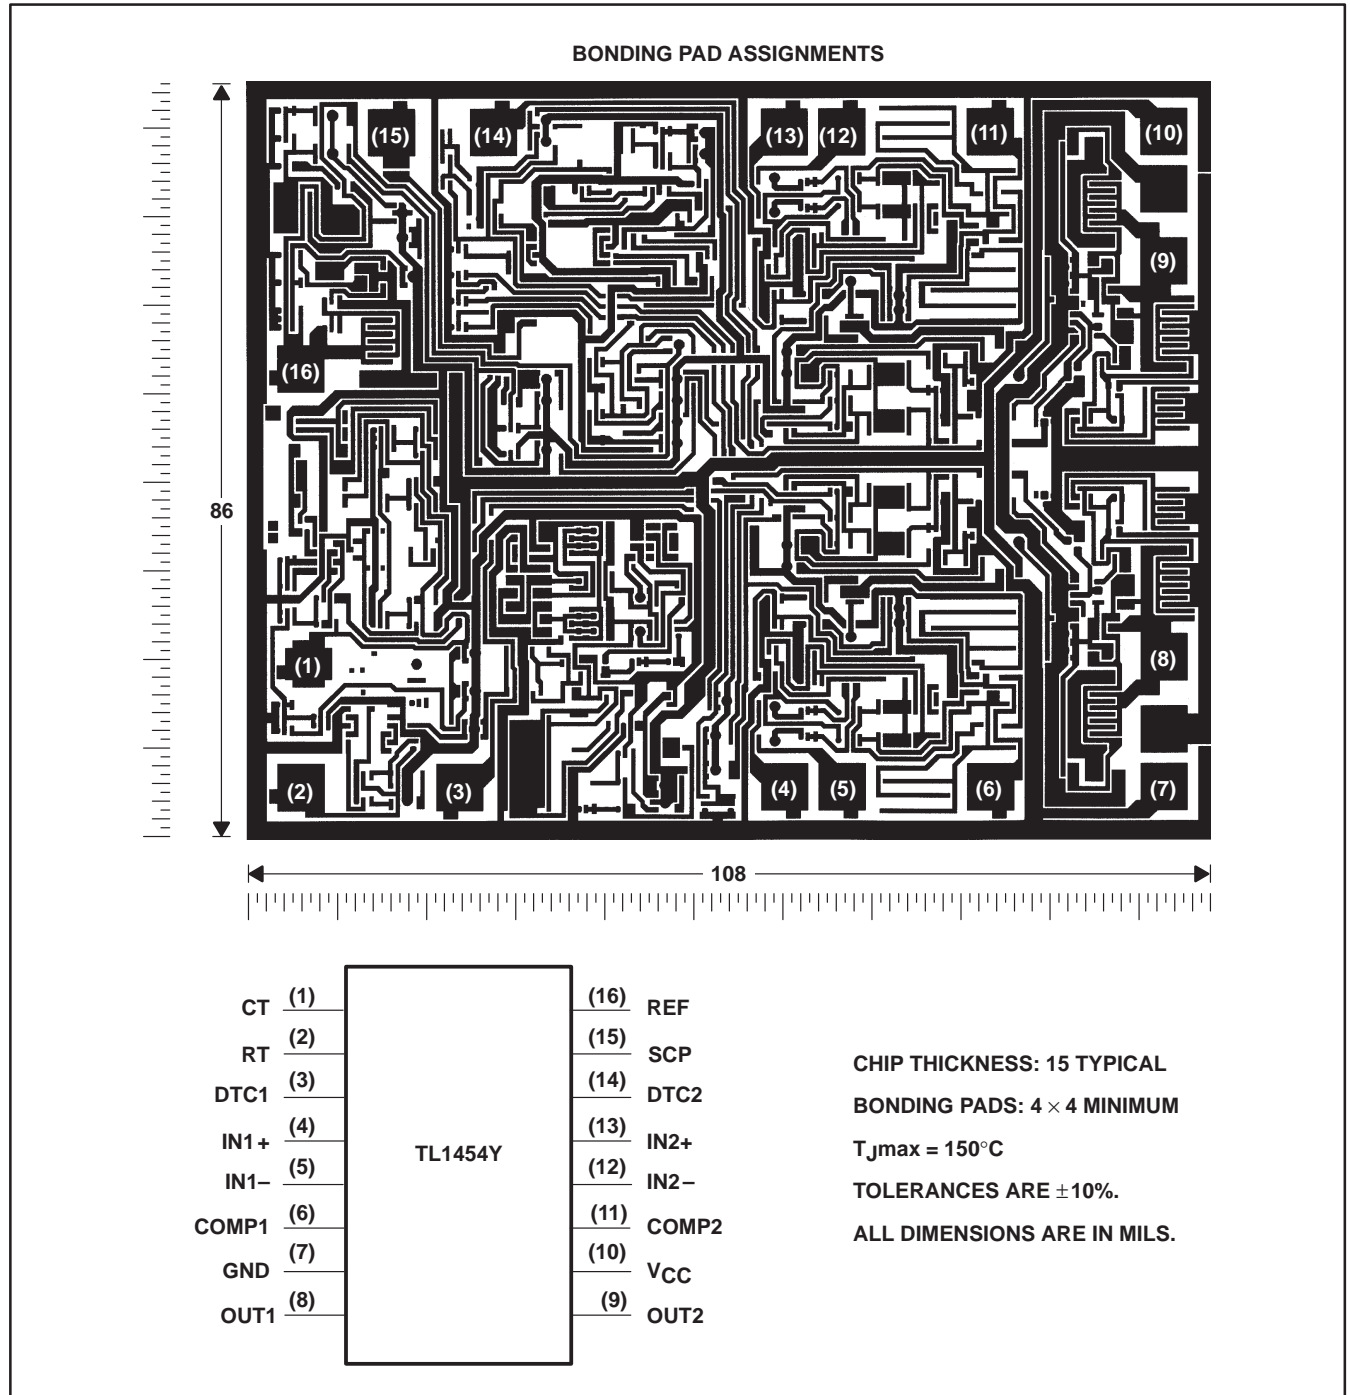 BONDING PAD ASSIGNMENTS
(15) (14) (13) (12) (11) (10)
(9)
(16)
86
(1) (8)
(2) (3) (4) (5) (6) (7)
108
CT (1) (16) REF
RT (2) (15) SCP
DTC1 (3) (14) DTC2
IN1+ (4) (13) IN2+
TL1454Y
IN1− (5) (12) IN2−
COMP1 (6) (11) COMP2
GND (7) (10) VCC
OUT1 (8) (9) OUT2
CHIP THICKNESS: 15 TYPICAL
BONDING PADS: 4 × 4 MINIMUM
TJmax = 150°C
TOLERANCES ARE ±10%.
ALL DIMENSIONS ARE IN MILS.